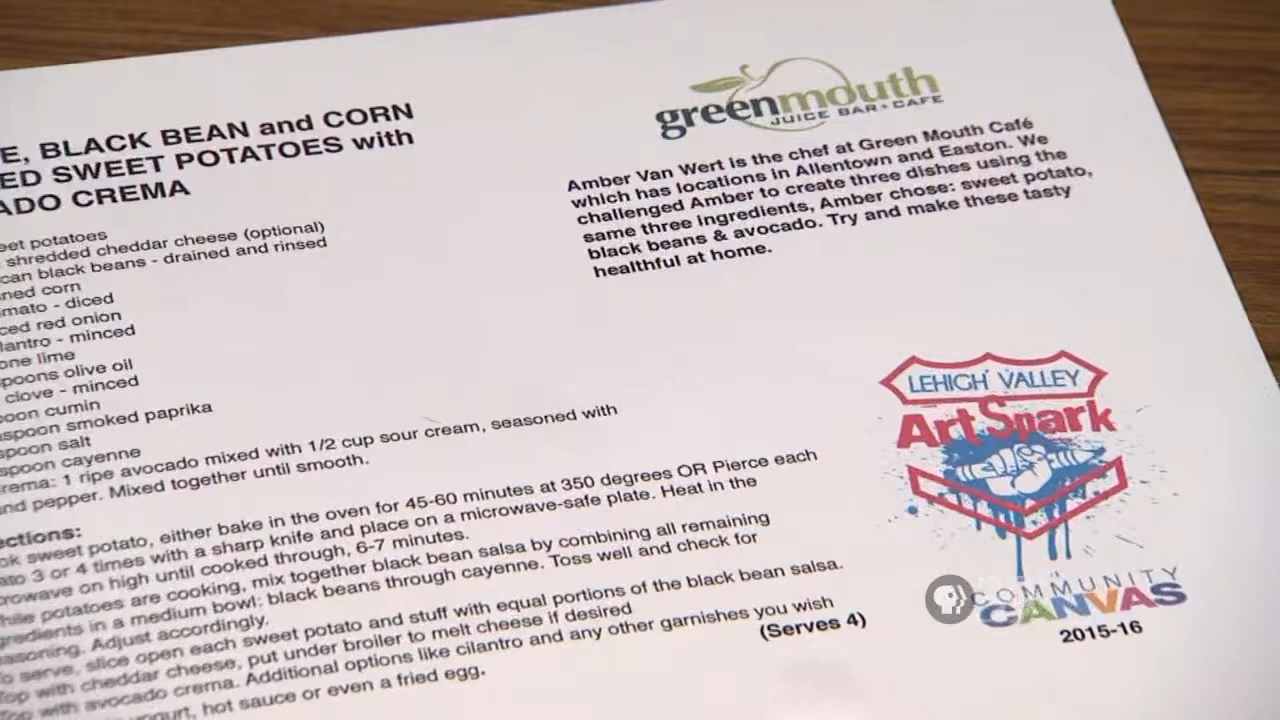 E, BLACK BEAN and CORN
ED SWEET POTATOES with
ADO CREMA
eet potatoes
shredded cheddar cheese (optional)
can black beans - drained and rinsed
ned corn
mato - diced
ced red onion
lantro - minced
one lime
spoons olive oil
clove - minced
poon cumin
aspoon smoked paprika
spoon salt
spoon cayenne
rema: 1 ripe avocado mixed with 1/2 cup sour cream, seasoned with
and pepper. Mixed together until smooth.
ections:
ok sweet potato, either bake in the oven for 45-60 minutes at 350 degrees OR Pierce each
ato 3 or 4 times with a sharp knife and place on a microwave-safe plate. Heat in the
crowave on high until cooked through, 6-7 minutes.
hile potatoes are cooking, mix together black bean salsa by combining all remaining
gredients in a medium bowl: black beans through cayenne. Toss well and check for
easoning. Adjust accordingly.
o serve, slice open each sweet potato and stuff with equal portions of the black bean salsa.
Top with cheddar cheese, put under broiler to melt cheese if desired
Top with avocado crema. Additional options like cilantro and any other garnishes you wish
yogurt, hot sauce or even a fried egg.
(Serves 4)
greenmouth
JUICE BAR + CAFE
Amber Van Wert is the chef at Green Mouth Café
which has locations in Allentown and Easton. We
challenged Amber to create three dishes using the
same three ingredients, Amber chose: sweet potato,
black beans & avocado. Try and make these tasty
healthful at home.
LEHIGH VALLEY
ArtSpark
COMMUNITY
CANVAS
2015-16